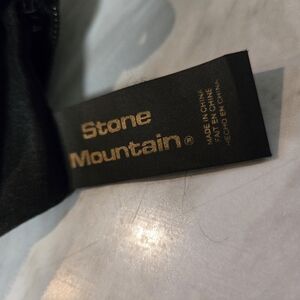 Stone
Mountain®
MADE IN CHINA
FAIT EN CHINE
HECHO EN CHINA